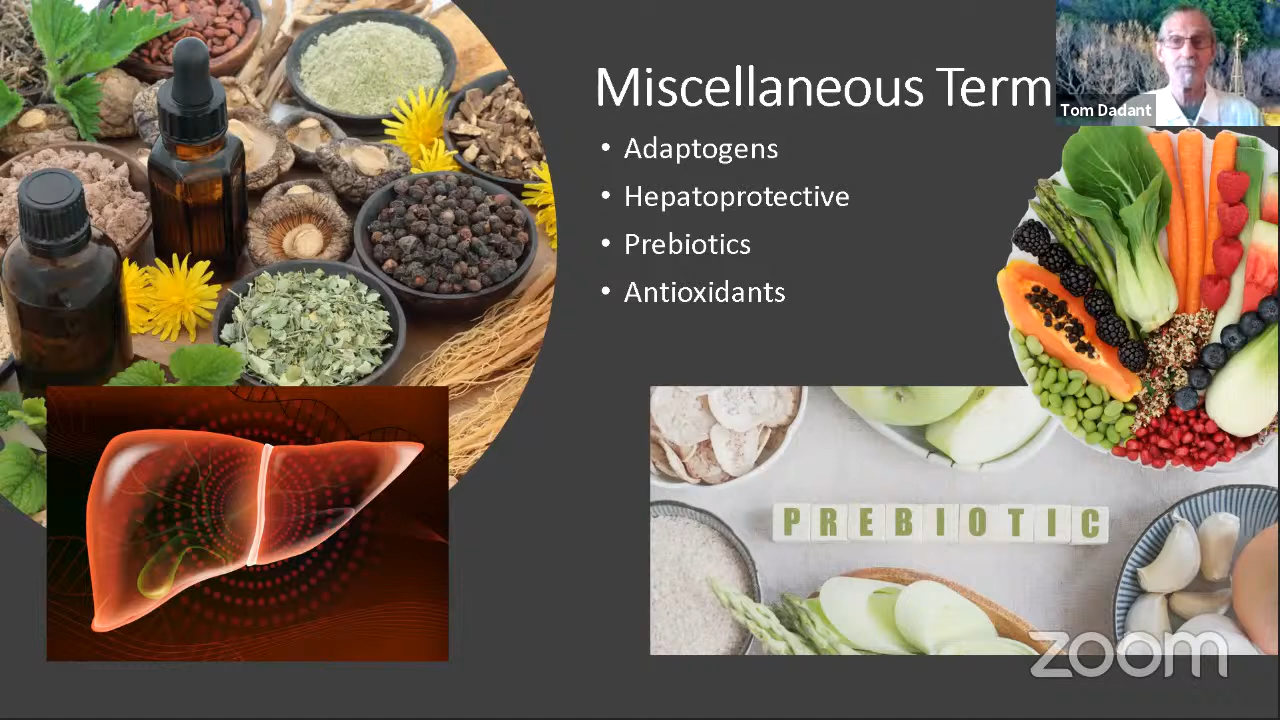 Miscellaneous Term
Tom Dadant
• Adaptogens
• Hepatoprotective
• Prebiotics
• Antioxidants
PREBIOTIC
zoom